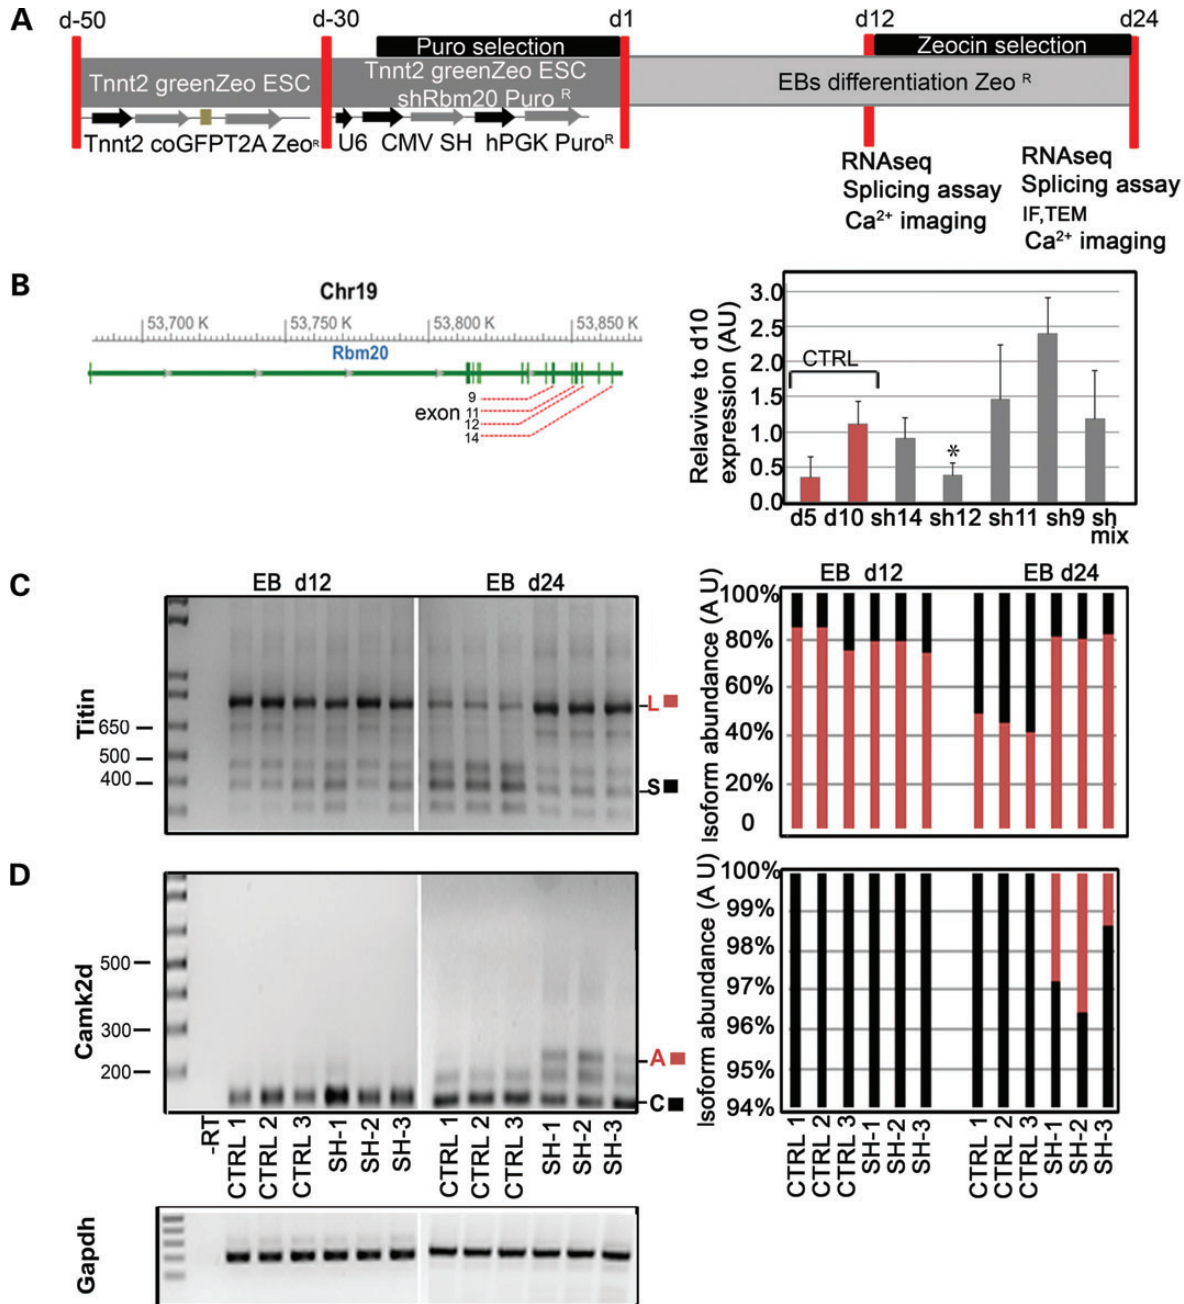 A
d-50
d-30
d1
d12
d24
Puro selection
Zeocin selection
Tnnt2 greenZeo ESC
Tnnt2 greenZeo ESC
shRbm20 Puro R
EBs differentiation Zeo R
Tnnt2 coGFPT2A ZeoR
U6 CMV SH hPGK PuroR
RNAseq
Splicing assay
Ca2+ imaging
RNAseq
Splicing assay
IF,TEM
Ca2+ imaging
B
Chr19
53,700 K
53,750 K
53,800 K
53,850 K
Rbm20
exon
9
11
12
14
Relavive to d10
expression (AU)
3.0
2.5
2.0
1.5
1.0
0.5
0.0
CTRL
*
d5 d10 sh14 sh12 sh11 sh9 sh
mix
C
EB d12
EB d24
Titin
650
500
400
L
S
EB d12
EB d24
Isoform abundance (A U)
100%
80%
60%
40%
20%
0
D
Camk2d
500
300
200
A
C
-RT
CTRL 1
CTRL 2
CTRL 3
SH-1
SH-2
SH-3
CTRL 1
CTRL 2
CTRL 3
SH-1
SH-2
SH-3
Isoform abundance (A U)
100%
99%
98%
97%
96%
95%
94%
CTRL 1
CTRL 2
CTRL 3
SH-1
SH-2
SH-3
CTRL 1
CTRL 2
CTRL 3
SH-1
SH-2
SH-3
Gapdh